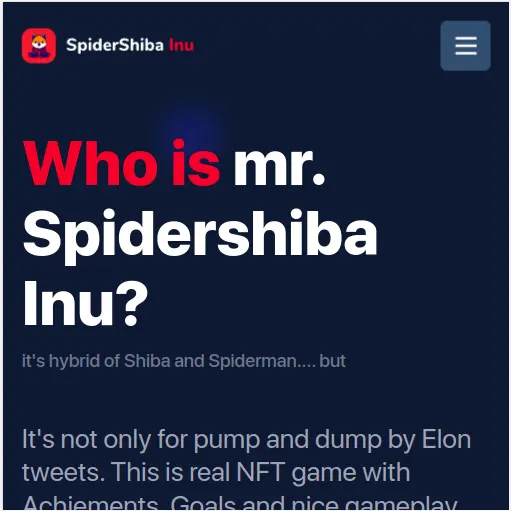 SpiderShiba Inu
Who is mr.
Spidershiba
Inu?
it's hybrid of Shiba and Spiderman.... but
It's not only for pump and dump by Elon
tweets. This is real NFT game with
Achiements, Goals and nice gameplay